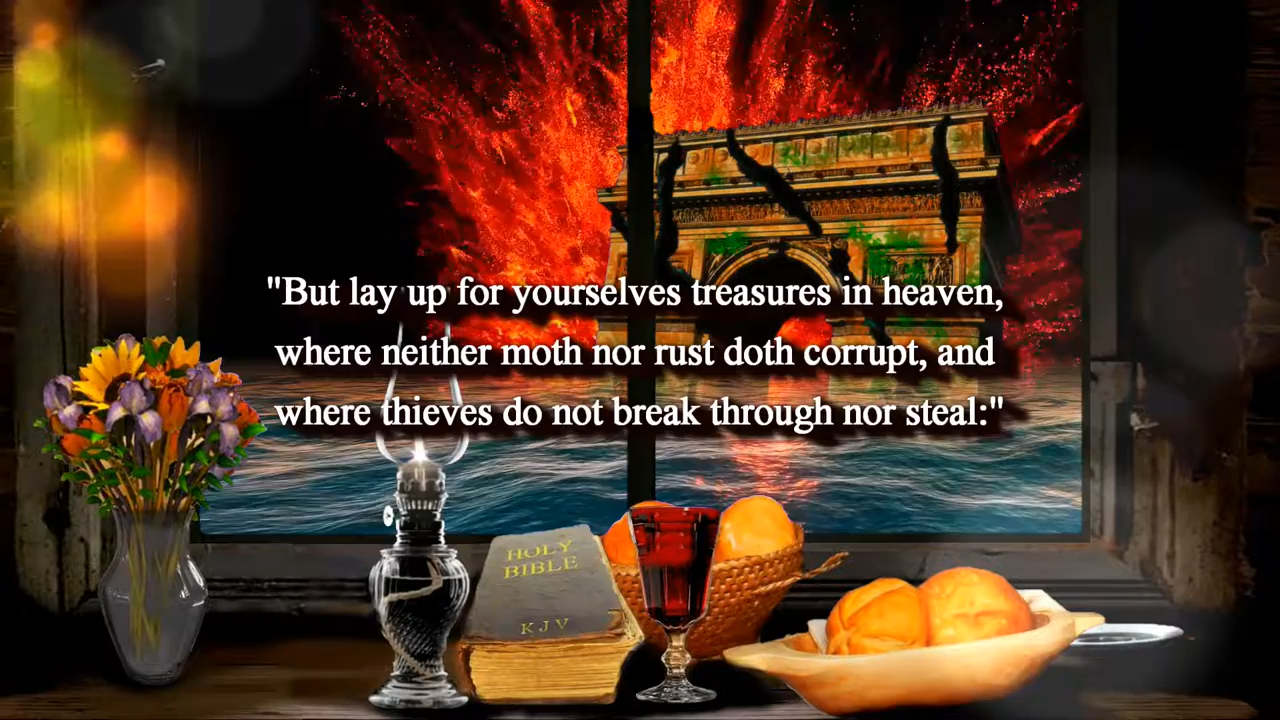 "But lay up for yourselves treasures in heaven,
where neither moth nor rust doth corrupt, and
where thieves do not break through nor steal:"
HOLY
BIBLE
KJV